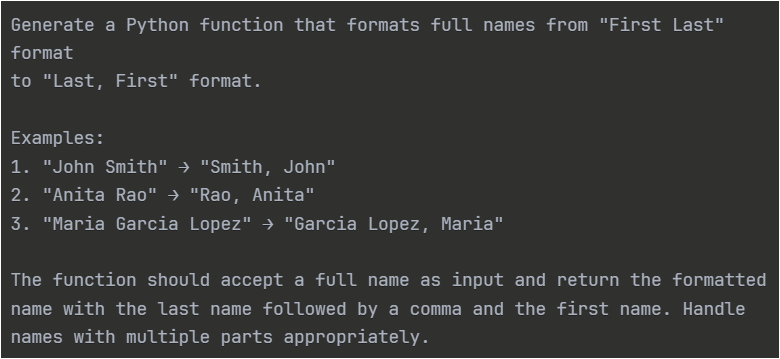 Generate a Python function that formats full names from "First Last"
format
to "Last, First" format.
Examples:
1. "John Smith" → "Smith, John"
2. "Anita Rao" → "Rao, Anita"
3. "Maria Garcia Lopez" → "Garcia Lopez, Maria"
The function should accept a full name as input and return the formatted
name with the last name followed by a comma and the first name. Handle
names with multiple parts appropriately.